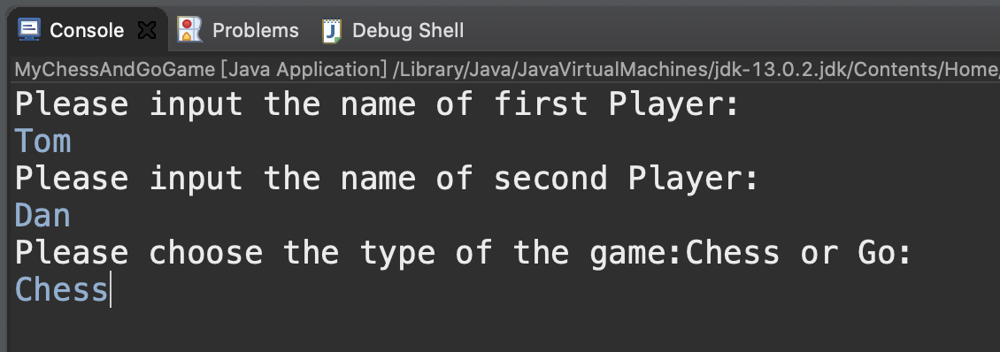 Console Problems Debug Shell
MyChessAndGoGame [Java Application] /Library/Java/JavaVirtualMachines/jdk-13.0.2.jdk/Contents/Home/
Please input the name of first Player:
Tom
Please input the name of second Player:
Dan
Please choose the type of the game:Chess or Go:
Chess